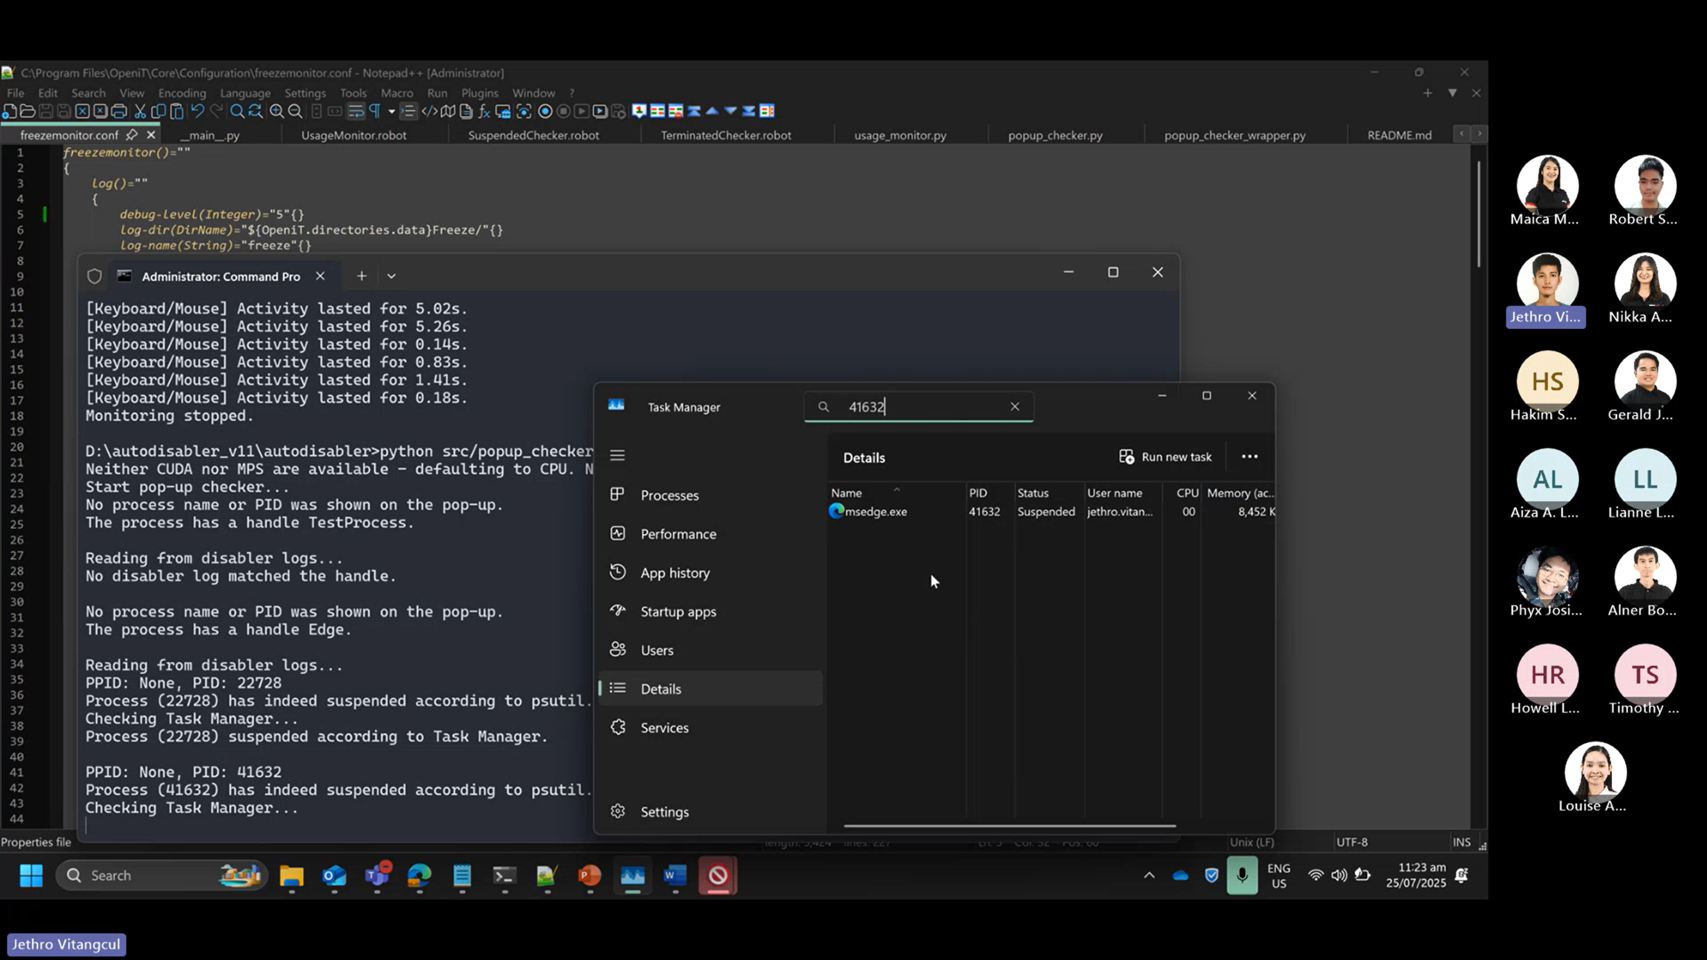 C:\Program Files\OpeniT\Core\Configuration\freezemonitor.conf - Notepad++ [Administrator]
File Edit Search View Encoding Language Settings Tools Macro Run Plugins Window ?
freezemonitor.conf
__main__.py
UsageMonitor.robot
SuspendedChecker.robot
TerminatedChecker.robot
usage_monitor.py
popup_checker.py
popup_checker_wrapper.py
README.md
1 freezemonitor()=""
2 {
3 log()=""
4 {
5 debug-level(Integer)="5"{}
6 log-dir(DirName)="${OpeniT.directories.data}Freeze/"{}
7 log-name(String)="freeze"{}
8
9
10
11
12
13
14
15
16
17
18
19
20
21
22
23
24
25
26
27
28
29
30
31
32
33
34
35
36
37
38
39
40
41
42
43
44
Administrator: Command Pro
[Keyboard/Mouse] Activity lasted for 5.02s.
[Keyboard/Mouse] Activity lasted for 5.26s.
[Keyboard/Mouse] Activity lasted for 0.14s.
[Keyboard/Mouse] Activity lasted for 0.83s.
[Keyboard/Mouse] Activity lasted for 1.41s.
[Keyboard/Mouse] Activity lasted for 0.18s.
Monitoring stopped.
D:\autodisabler_v11\autodisabler>python src/popup_checker
Neither CUDA nor MPS are available - defaulting to CPU. N
Start pop-up checker...
No process name or PID was shown on the pop-up.
The process has a handle TestProcess.
Reading from disabler logs...
No disabler log matched the handle.
No process name or PID was shown on the pop-up.
The process has a handle Edge.
Reading from disabler logs...
PPID: None, PID: 22728
Process (22728) has indeed suspended according to psutil.
Checking Task Manager...
Process (22728) suspended according to Task Manager.
PPID: None, PID: 41632
Process (41632) has indeed suspended according to psutil.
Checking Task Manager...
Task Manager
41632
Details
Run new task
Processes
Performance
App history
Startup apps
Users
Details
Services
Settings
Name PID Status User name CPU Memory (ac...
msedge.exe 41632 Suspended jethro.vitan... 00 8,452 K
Properties file
Unix (LF) UTF-8 INS
Search
ENG
US
11:23 am
25/07/2025
Maica M...
Robert S...
Jethro Vi...
Nikka A...
HS
Hakim S...
Gerald J...
AL
Aiza A. L...
LL
Lianne L...
Phyx Josi...
Alner Bo...
HR
Howell L...
TS
Timothy ...
Louise A...
Jethro Vitangcul